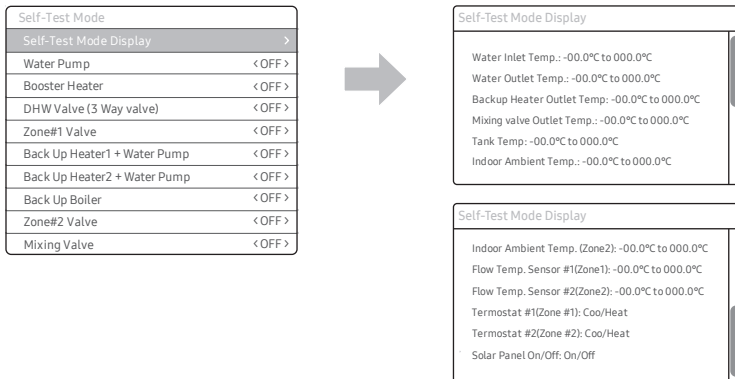 Self-Test Mode
Self-Test Mode Display >
Water Pump <OFF>
Booster Heater <OFF>
DHW Valve (3 Way valve) <OFF>
Zone#1 Valve <OFF>
Back Up Heater1 + Water Pump <OFF>
Back Up Heater2 + Water Pump <OFF>
Back Up Boiler <OFF>
Zone#2 Valve <OFF>
Mixing Valve <OFF>
Self-Test Mode Display
Water Inlet Temp.: -00.0°C to 000.0°C
Water Outlet Temp.: -00.0°C to 000.0°C
Backup Heater Outlet Temp: -00.0°C to 000.0°C
Mixing valve Outlet Temp.: -00.0°C to 000.0°C
Tank Temp: -00.0°C to 000.0°C
Indoor Ambient Temp.: -00.0°C to 000.0°C
Self-Test Mode Display
Indoor Ambient Temp. (Zone2): -00.0°C to 000.0°C
Flow Temp. Sensor #1(Zone1): -00.0°C to 000.0°C
Flow Temp. Sensor #2(Zone2): -00.0°C to 000.0°C
Termostat #1(Zone #1): Coo/Heat
Termostat #2(Zone #2): Coo/Heat
Solar Panel On/Off: On/Off